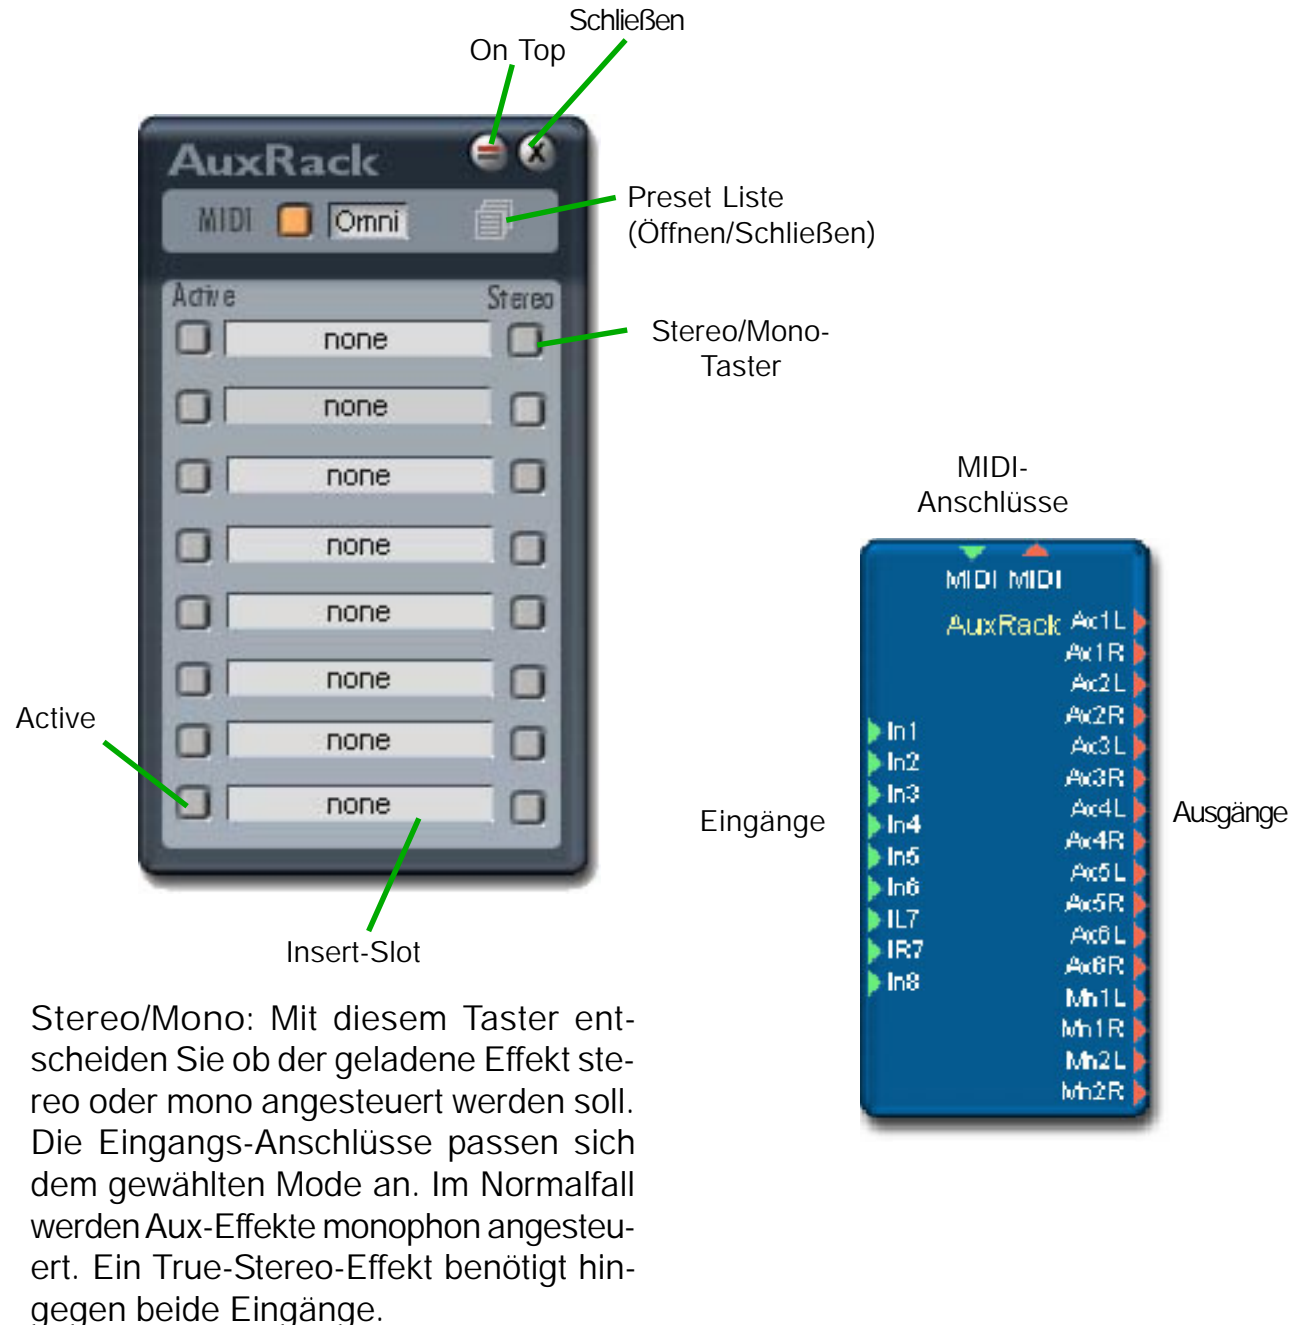 Schließen
On Top
AuxRack
MIDI Omni
Preset Liste
(Öffnen/Schließen)
Active Stereo
none
Stereo/Mono-
Taster
none
none
none
none
none
none
none
Active
Insert-Slot
MIDI-
Anschlüsse
MIDI MIDI
AuxRack
Eingänge
In1
In2
In3
In4
In5
In6
IL7
IR7
In8
Ax1L
Ax1R
Ax2L
Ax2R
Ax3L
Ax3R
Ax4L
Ax4R
Ax5L
Ax5R
Ax6L
Ax6R
Mn1L
Mn1R
Mn2L
Mn2R
Ausgänge
Stereo/Mono: Mit diesem Taster ent-
scheiden Sie ob der geladene Effekt ste-
reo oder mono angesteuert werden soll.
Die Eingangs-Anschlüsse passen sich
dem gewählten Mode an. Im Normalfall
werden Aux-Effekte monophon angesteu-
ert. Ein True-Stereo-Effekt benötigt hin-
gegen beide Eingänge.